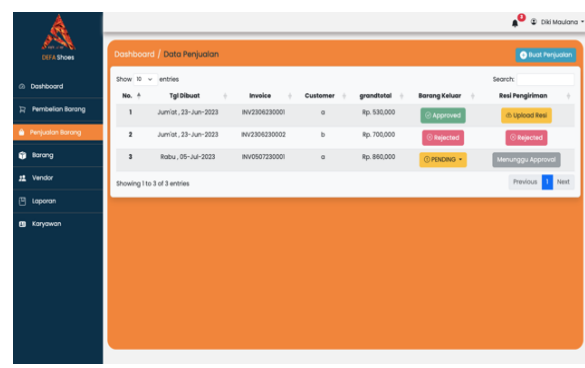 3
Diki Maulana
DEFA Shoes
Dashboard / Data Penjualan
Buat Penjualan
Show 10 entries
Search:
Dashboard
Pembelian Barang
Penjualan Barang
Barang
Vendor
Laporan
Karyawan
No. Tgl Dibuat Invoice Customer grandtotal Barang Keluar Resi Pengiriman
1 Jum'at , 23-Jun-2023 INV2306230001 a Rp. 530,000 Approved Upload Resi
2 Jum'at , 23-Jun-2023 INV2306230002 b Rp. 700,000 Rejected Rejected
3 Rabu , 05-Jul-2023 INV0507230001 a Rp. 860,000 PENDING Menunggu Approval
Showing 1 to 3 of 3 entries
Previous 1 Next